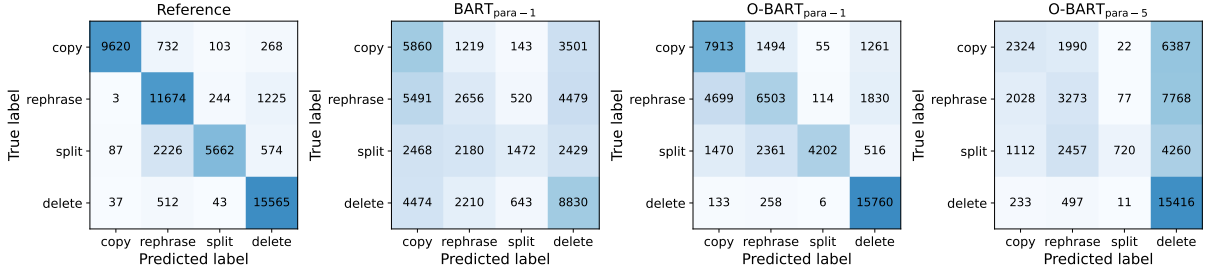 Reference
True label
copy 9620 732 103 268
rephrase 3 11674 244 1225
split 87 2226 5662 574
delete 37 512 43 15565
copy rephrase split delete
Predicted label
BART para − 1
True label
copy 5860 1219 143 3501
rephrase 5491 2656 520 4479
split 2468 2180 1472 2429
delete 4474 2210 643 8830
copy rephrase split delete
Predicted label
O-BART para − 1
True label
copy 7913 1494 55 1261
rephrase 4699 6503 114 1830
split 1470 2361 4202 516
delete 133 258 6 15760
copy rephrase split delete
Predicted label
O-BART para − 5
True label
copy 2324 1990 22 6387
rephrase 2028 3273 77 7768
split 1112 2457 720 4260
delete 233 497 11 15416
copy rephrase split delete
Predicted label